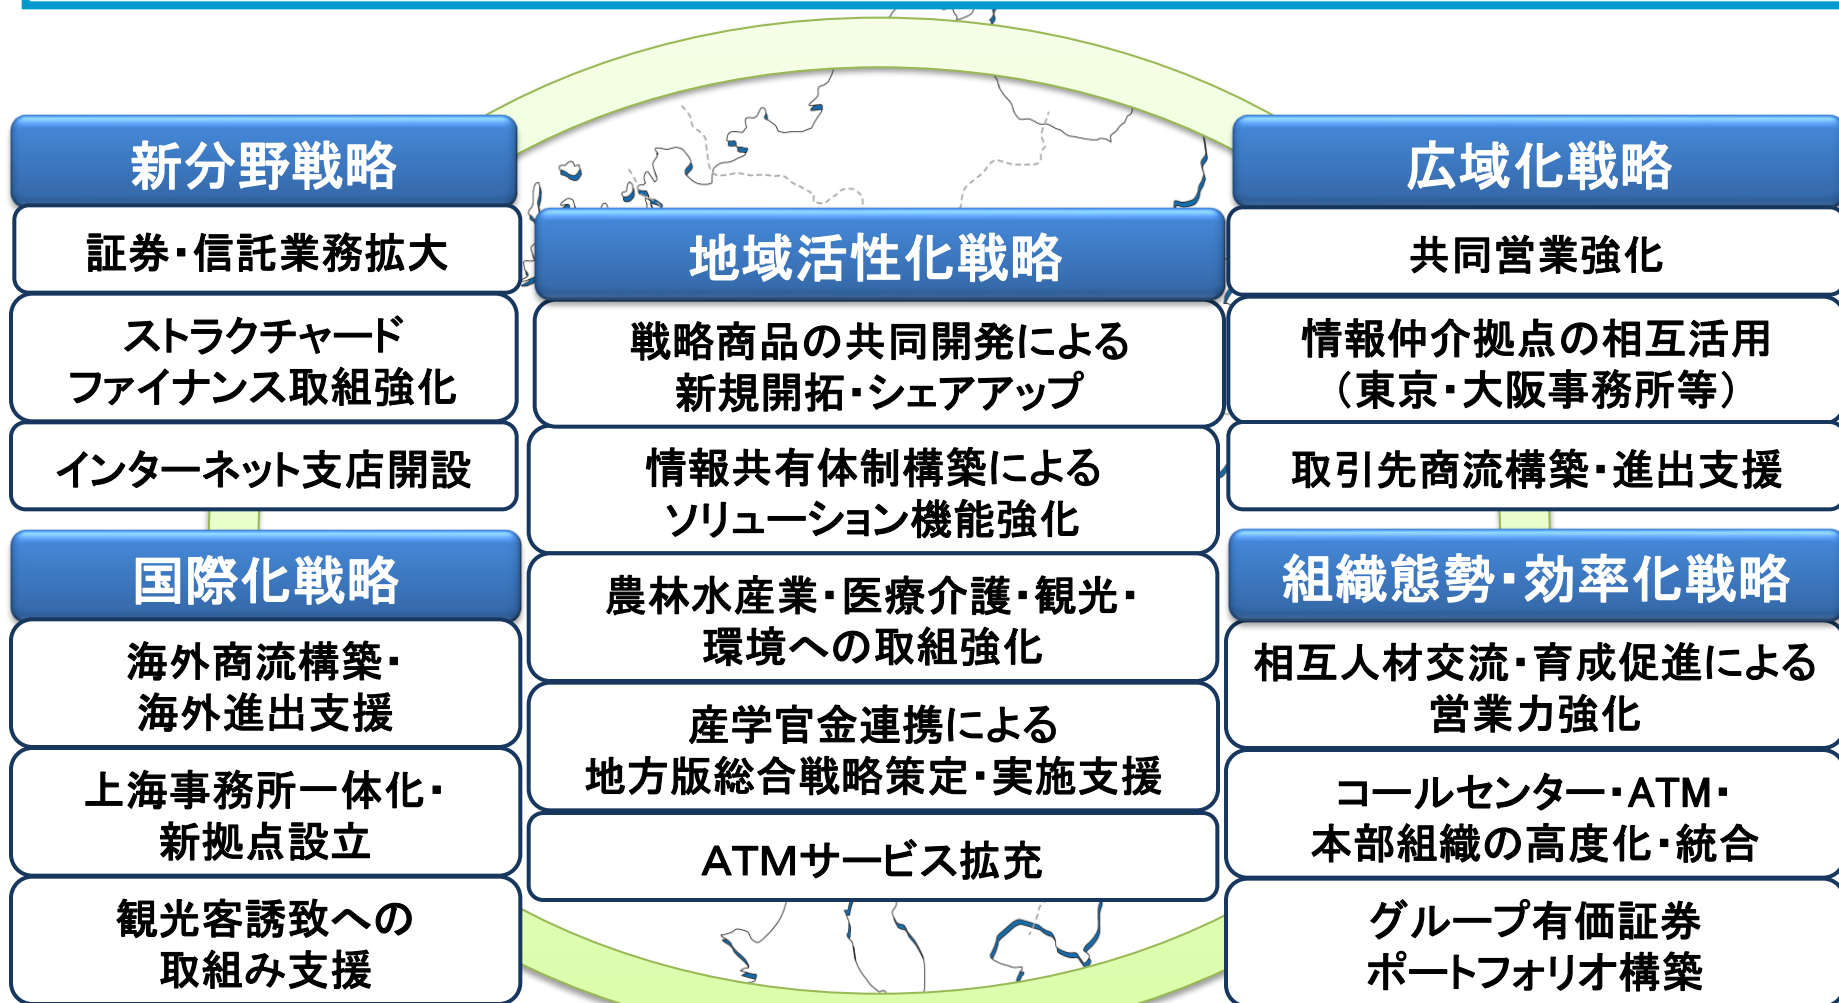 新分野戦略
証券・信託業務拡大
ストラクチャード
ファイナンス取組強化
インターネット支店開設
国際化戦略
海外商流構築・
海外進出支援
上海事務所一体化・
新拠点設立
観光客誘致への
取組み支援
地域活性化戦略
戦略商品の共同開発による
新規開拓・シェアアップ
情報共有体制構築による
ソリューション機能強化
農林水産業・医療介護・観光・
環境への取組強化
産学官金連携による
地方版総合戦略策定・実施支援
ATMサービス拡充
広域化戦略
共同営業強化
情報仲介拠点の相互活用
（東京・大阪事務所等）
取引先商流構築・進出支援
組織態勢・効率化戦略
相互人材交流・育成促進による
営業力強化
コールセンター・ATM・
本部組織の高度化・統合
グループ有価証券
ポートフォリオ構築